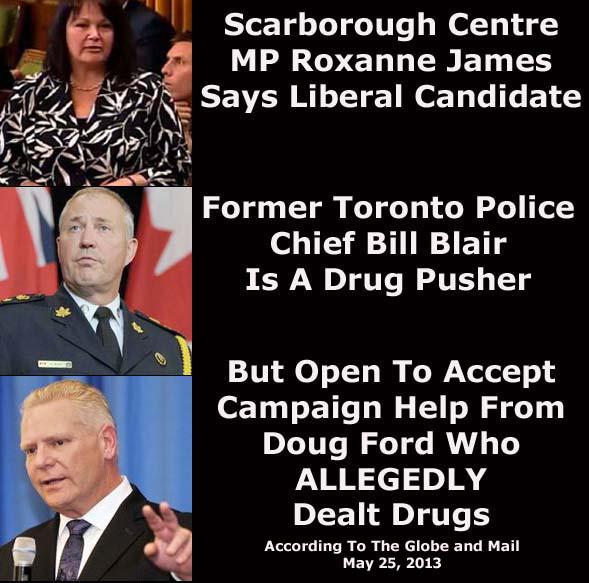 Scarborough Centre
MP Roxanne James
Says Liberal Candidate
Former Toronto Police
Chief Bill Blair
Is A Drug Pusher
But Open To Accept
Campaign Help From
Doug Ford Who
ALLEGEDLY
Dealt Drugs
According To The Globe and Mail
May 25, 2013